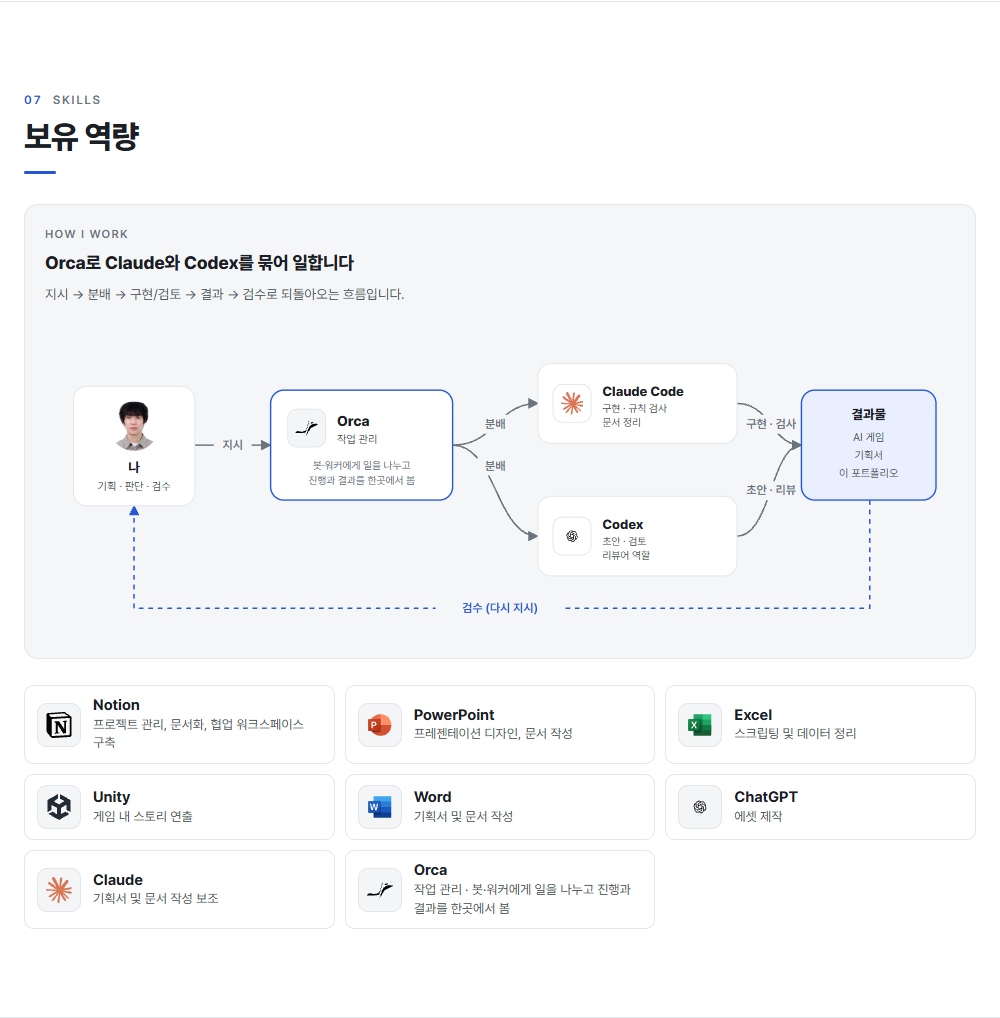 07 SKILLS
보유 역량
HOW I WORK
Orca로 Claude와 Codex를 묶어 일합니다
지시 → 분배 → 구현/검토 → 결과 → 검수로 되돌아오는 흐름입니다.
나
기획 · 판단 · 검수
지시
Orca
작업 관리
봇·워커에게 일을 나누고
진행과 결과를 한곳에서 봄
분배
분배
Claude Code
구현 · 규칙 검사
문서 정리
Codex
초안 · 검토
리뷰어 역할
구현 · 검사
초안 · 리뷰
결과물
AI 게임
기획서
이 포트폴리오
검수 (다시 지시)
Notion
프로젝트 관리, 문서화, 협업 워크스페이스
구축
PowerPoint
프레젠테이션 디자인, 문서 작성
Excel
스크립팅 및 데이터 정리
Unity
게임 내 스토리 연출
Word
기획서 및 문서 작성
ChatGPT
에셋 제작
Claude
기획서 및 문서 작성 보조
Orca
작업 관리 · 봇·워커에게 일을 나누고 진행과
결과를 한곳에서 봄